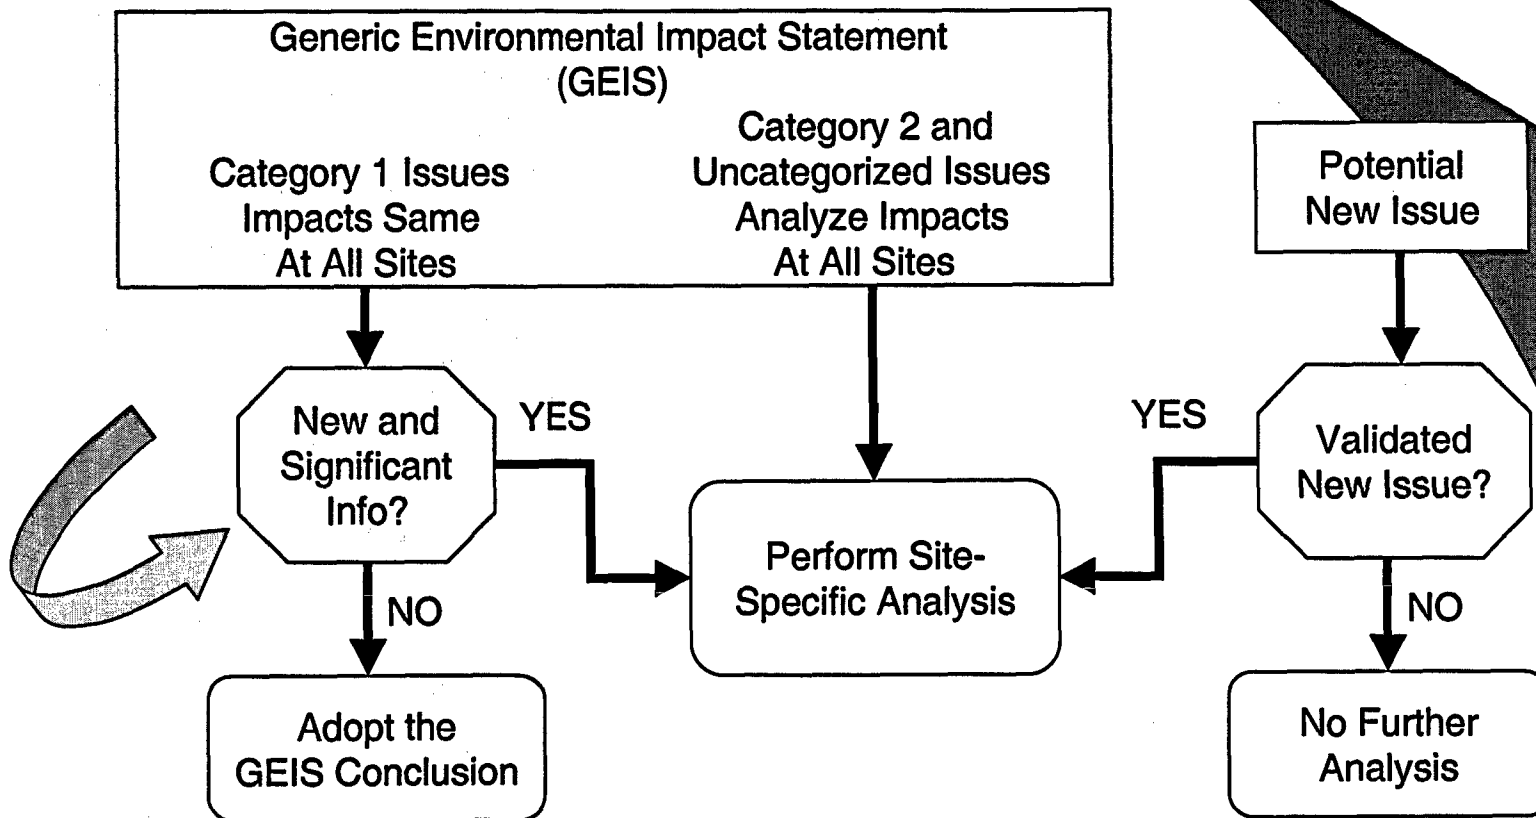 Generic Environmental Impact Statement
(GEIS)
Category 1 Issues
Impacts Same
At All Sites
Category 2 and
Uncategorized Issues
Analyze Impacts
At All Sites
Potential
New Issue
New and
Significant
Info?
YES
NO
Adopt the
GEIS Conclusion
Perform Site-
Specific Analysis
YES
Validated
New Issue?
NO
No Further
Analysis